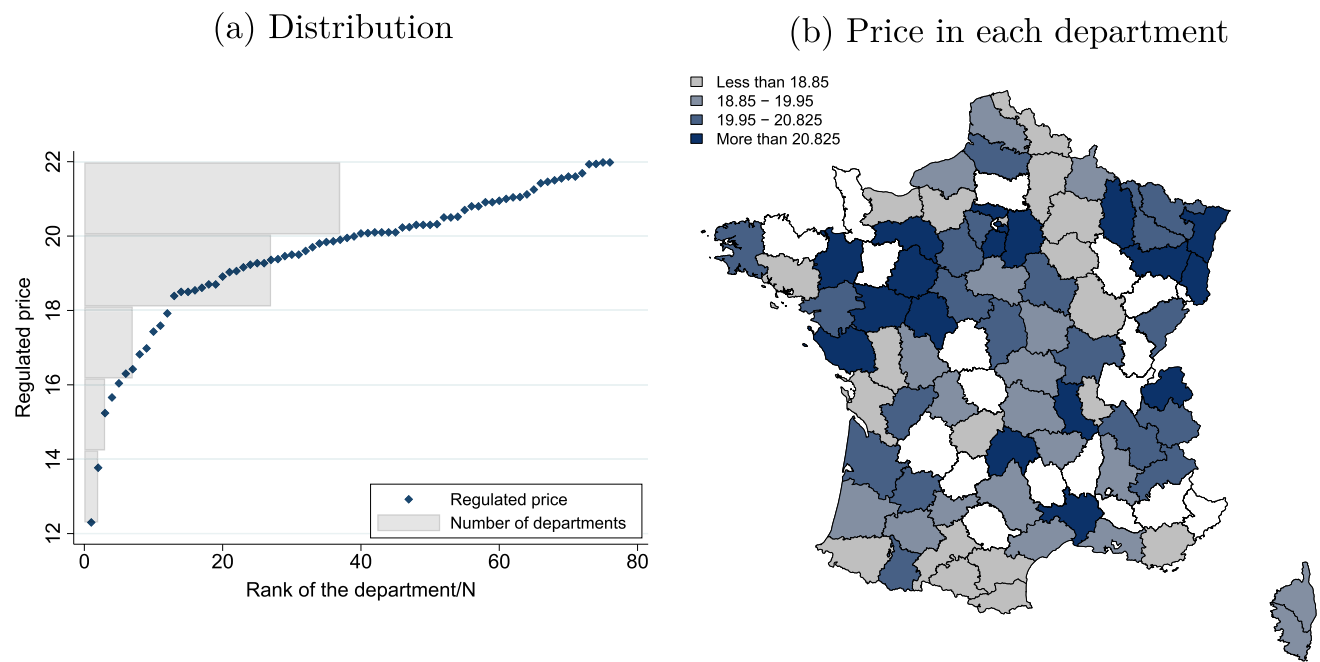 (a) Distribution
(b) Price in each department
Less than 18.85
18.85 − 19.95
19.95 − 20.825
More than 20.825
22
20
18
16
14
12
Regulated price
Regulated price
Number of departments
0
20
40
60
80
Rank of the department/N